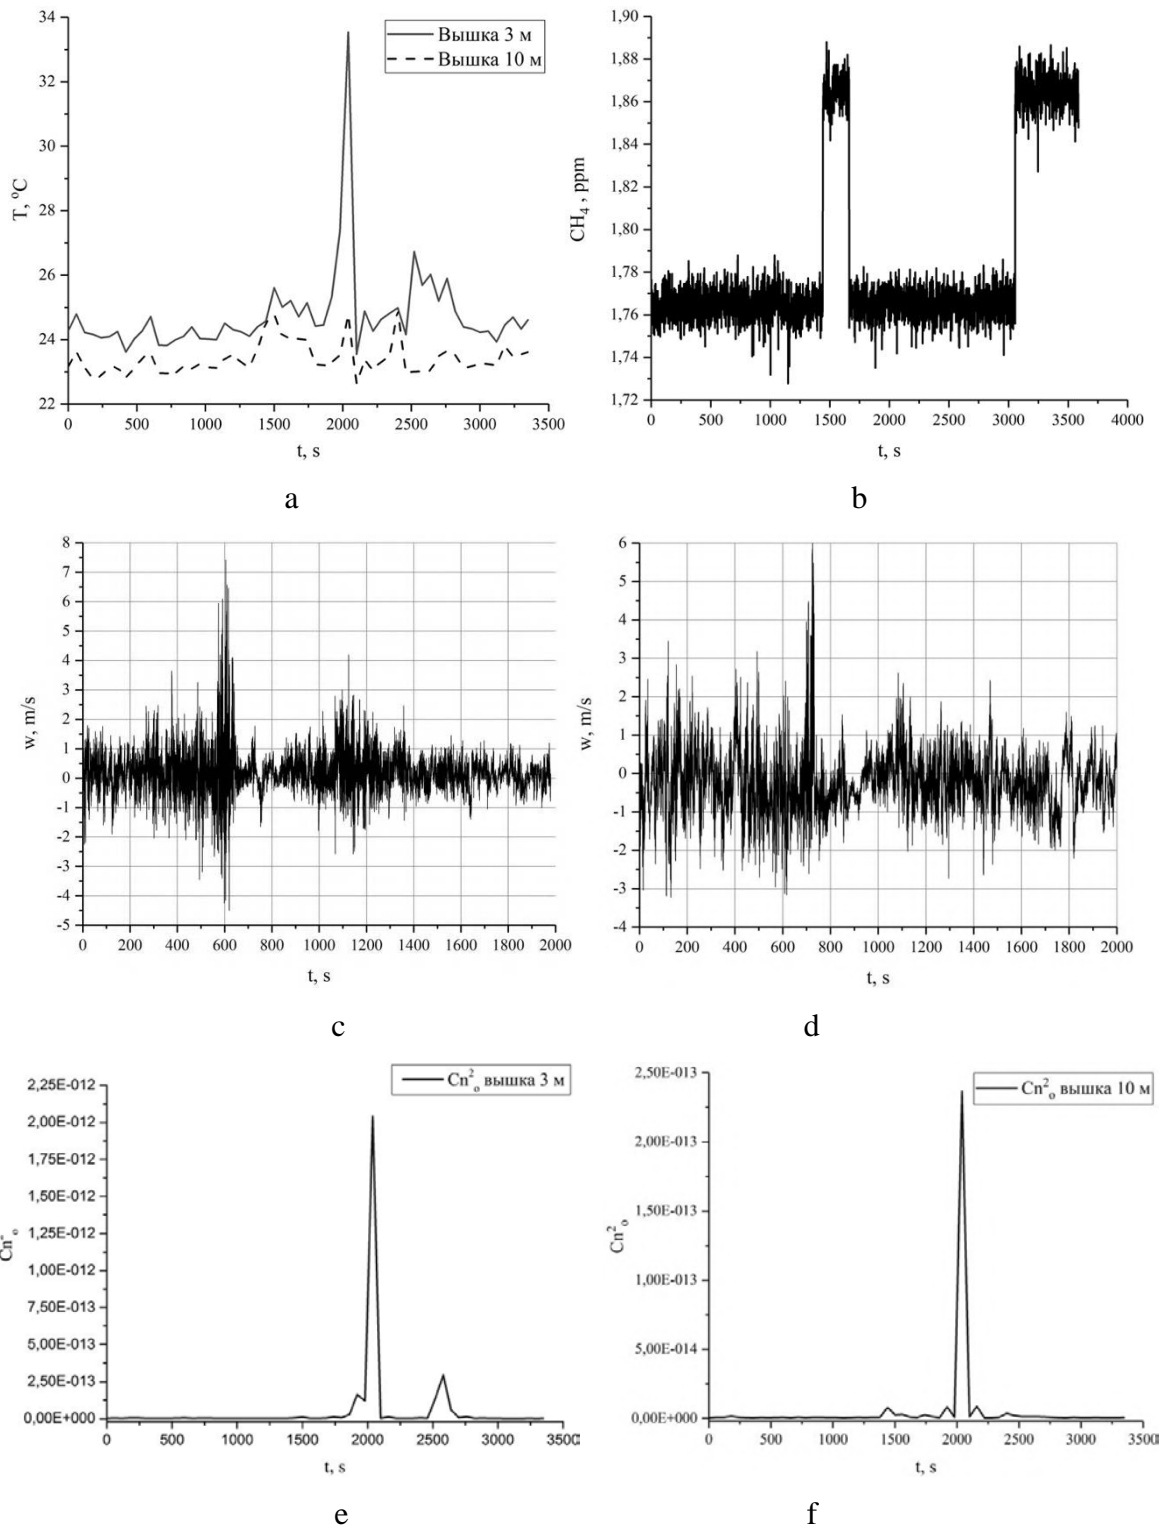 34
32
30
28
26
24
22
T, °C
Вышка 3 м
Вышка 10 м
0 500 1000 1500 2000 2500 3000 3500
t, s
a
1,90
1,88
1,86
1,84
1,82
1,80
1,78
1,76
1,74
1,72
CH₄ , ppm
0 500 1000 1500 2000 2500 3000 3500 4000
t, s
b
8
7
6
5
4
3
2
1
0
-1
-2
-3
-4
-5
w, m/s
0 200 400 600 800 1000 1200 1400 1600 1800 2000
t, s
c
6
5
4
3
2
1
0
-1
-2
-3
-4
w, m/s
0 200 400 600 800 1000 1200 1400 1600 1800 2000
t, s
d
Cn²ₒ вышка 3 м
2,25E-012
2,00E-012
1,75E-012
1,50E-012
1,25E-012
1,00E-012
7,50E-013
5,00E-013
2,50E-013
0,00E+000
Cn²ₒ
0 500 1000 1500 2000 2500 3000 3500
t, s
e
Cn²ₒ вышка 10 м
2,50E-013
2,00E-013
1,50E-013
1,00E-013
5,00E-014
0,00E+000
Cn²ₒ
0 500 1000 1500 2000 2500 3000 3500
t, s
f